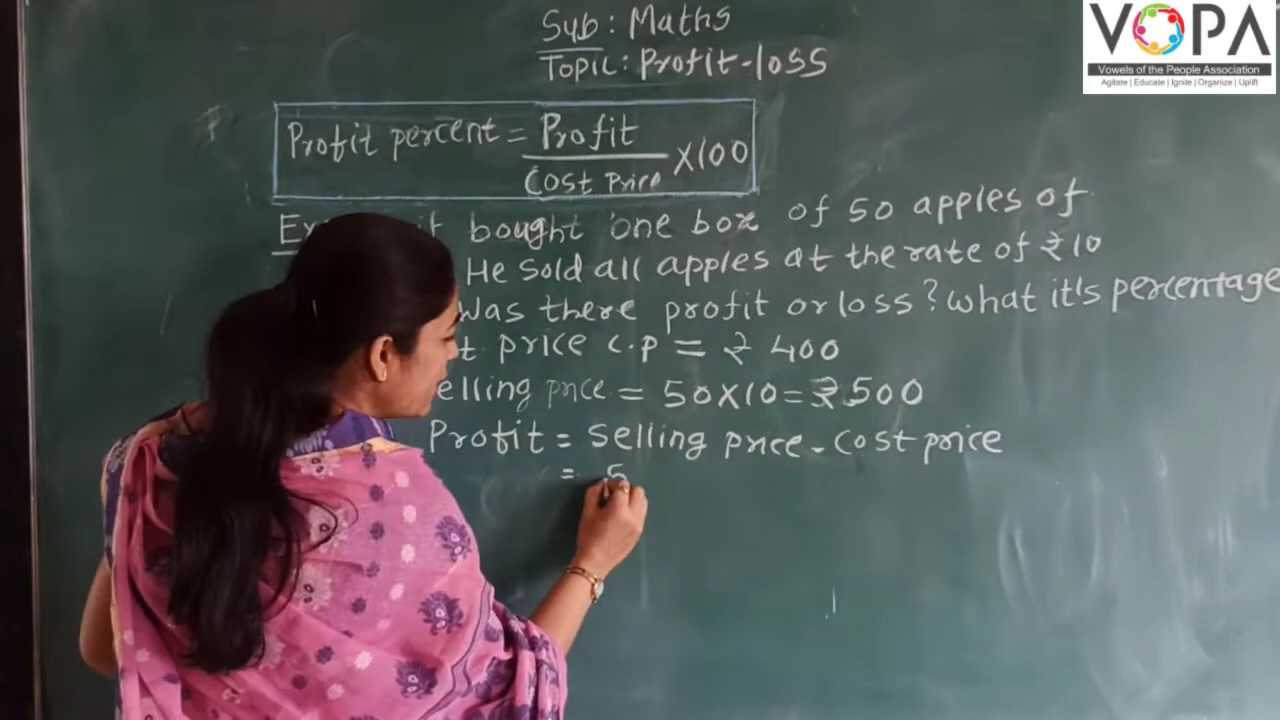 Sub : Maths
Topic : Profit-loss
VOPA
Vowels of the People Association
Agitate | Educate | Ignite | Organize | Uplift
Profit percent = Profit / Cost Price X100
bought one box of 50 apples of
He sold all apples at the rate of ₹10
was there profit or loss? what it's percentage
price C.P = ₹ 400
elling price = 50X10 = ₹500
Profit = Selling price - Cost price
= 5